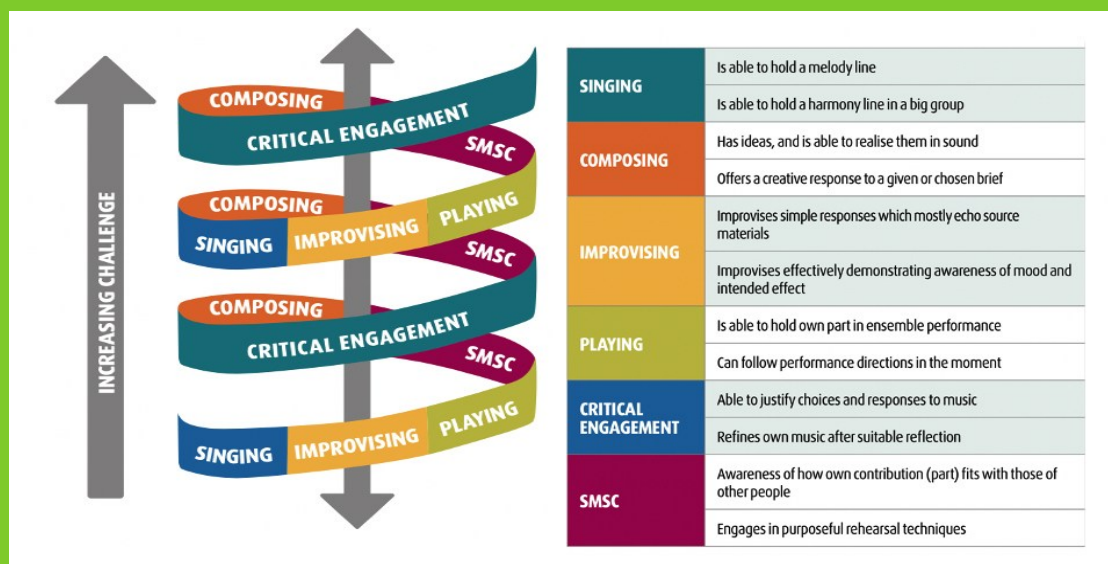 INCREASING CHALLENGE
COMPOSING
CRITICAL ENGAGEMENT
SMSC
COMPOSING
SINGING
IMPROVISING
PLAYING
SMSC
COMPOSING
CRITICAL ENGAGEMENT
SMSC
SINGING
IMPROVISING
PLAYING
SINGING
Is able to hold a melody line
Is able to hold a harmony line in a big group
COMPOSING
Has ideas, and is able to realise them in sound
Offers a creative response to a given or chosen brief
IMPROVISING
Improvises simple responses which mostly echo source
materials
Improvises effectively demonstrating awareness of mood and
intended effect
PLAYING
Is able to hold own part in ensemble performance
Can follow performance directions in the moment
CRITICAL
ENGAGEMENT
Able to justify choices and responses to music
Refines own music after suitable reflection
SMSC
Awareness of how own contribution (part) fits with those of
other people
Engages in purposeful rehearsal techniques